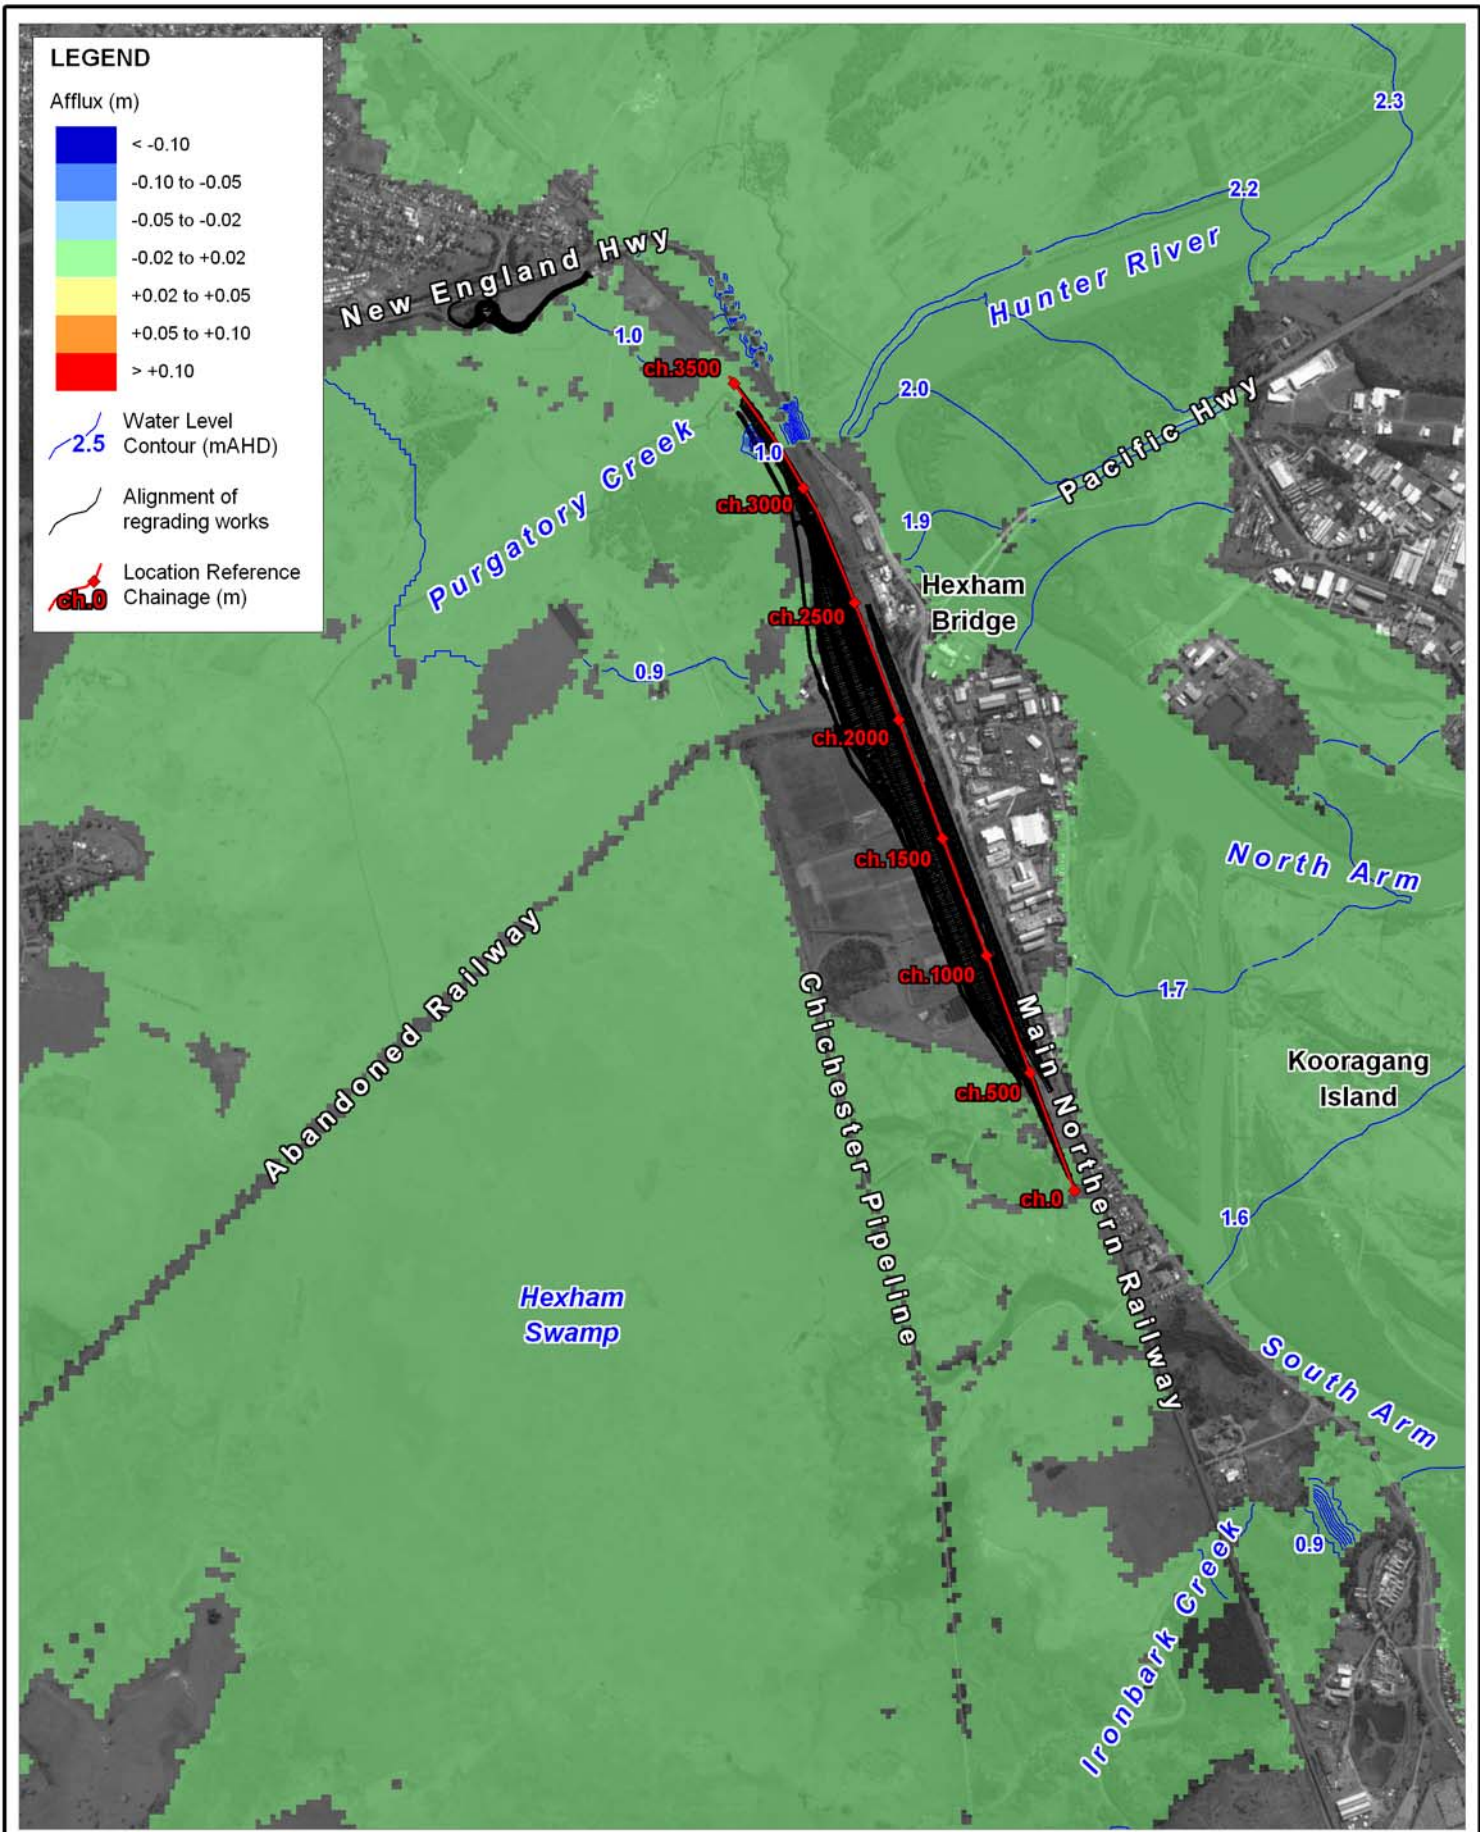 LEGEND
Afflux (m)
< -0.10
-0.10 to -0.05
-0.05 to -0.02
-0.02 to +0.02
+0.02 to +0.05
+0.05 to +0.10
> +0.10
2.5
Water Level
Contour (mAHD)
Alignment of
regrading works
ch.0
Location Reference
Chainage (m)
2.3
2.2
Hunter River
New England Hwy
1.0
ch.3500
2.0
Pacific Hwy
1.0
Purgatory Creek
ch.3000
1.9
Hexham
Bridge
ch.2500
0.9
ch.2000
ch.1500
North Arm
Abandoned Railway
ch.1000
1.7
Chichester Pipeline
Main Northern Railway
Kooragang
Island
ch.500
ch.0
1.6
Hexham
Swamp
South Arm
0.9
Ironbark Creek